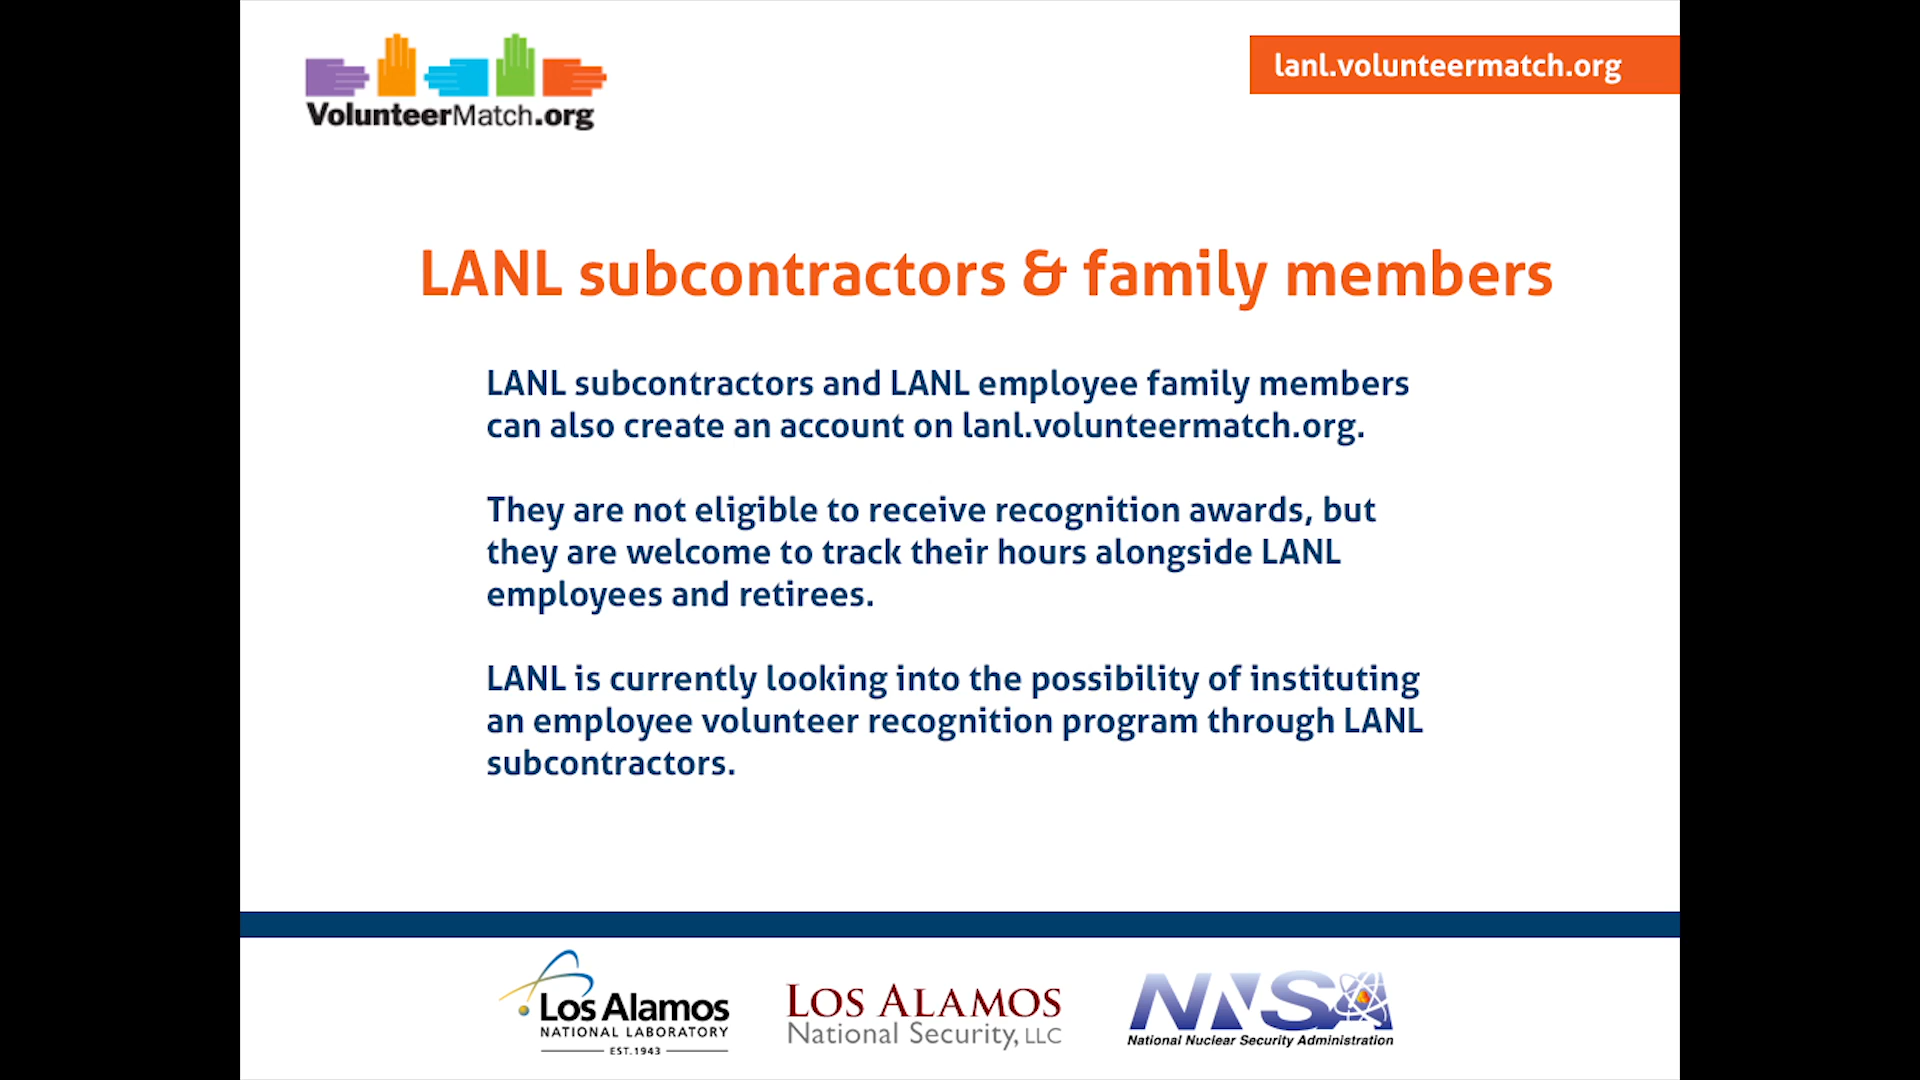 VolunteerMatch.org
lanl.volunteermatch.org
LANL subcontractors & family members
LANL subcontractors and LANL employee family members
can also create an account on lanl.volunteermatch.org.
They are not eligible to receive recognition awards, but
they are welcome to track their hours alongside LANL
employees and retirees.
LANL is currently looking into the possibility of instituting
an employee volunteer recognition program through LANL
subcontractors.
Los Alamos
NATIONAL LABORATORY
EST.1943
LOS ALAMOS
National Security, LLC
NNSA
National Nuclear Security Administration